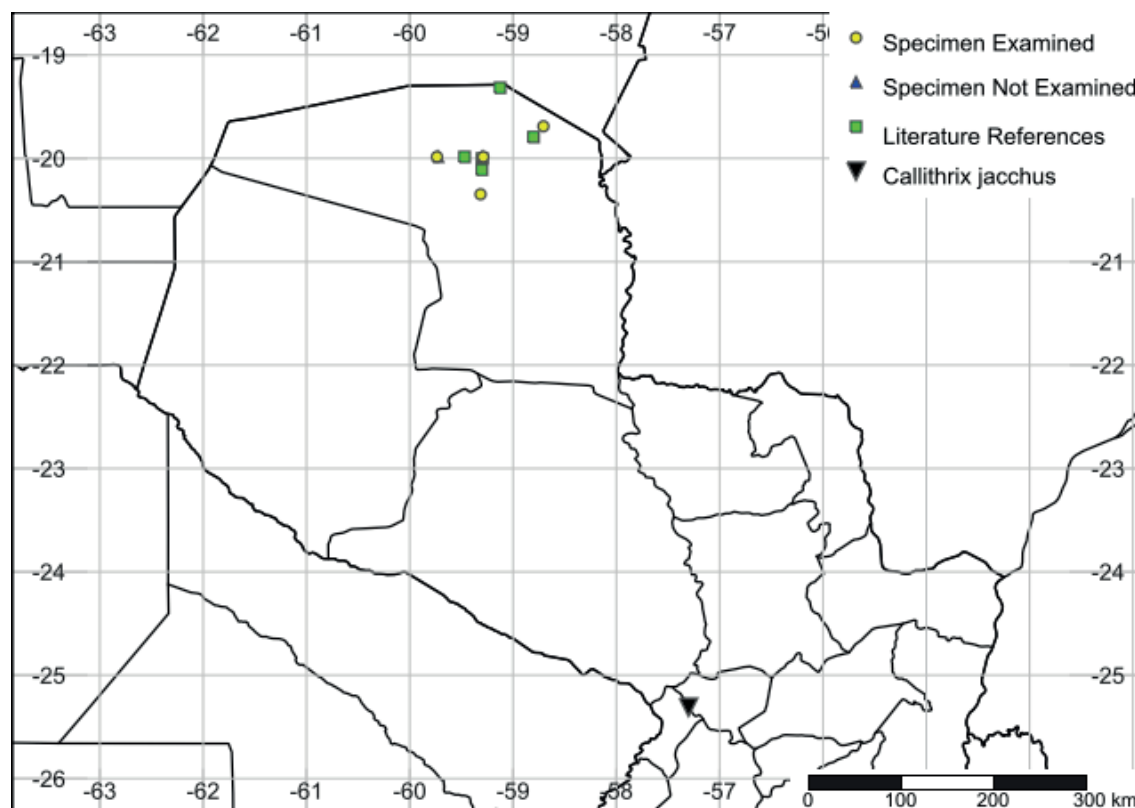 -63 -62 -61 -60 -59 -58 -57 -50
Specimen Examined
-19
Specimen Not Examined
Literature References
-20
Callithrix jacchus
-21 -21
-22 -22
-23 -23
-24 -24
-25 -25
-26
-63 -62 -61 -60 -59 -58 -57
0 100 200 300 km